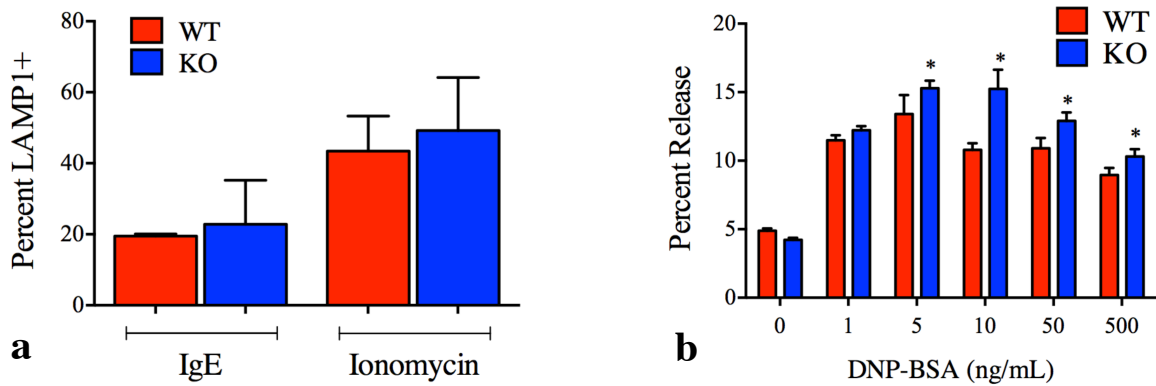 80
60
40
20
0
Percent LAMP1+
WT
KO
IgE
Ionomycin
a
20
15
10
5
0
Percent Release
WT
KO
*
*
*
*
0 1 5 10 50 500
DNP-BSA (ng/mL)
b